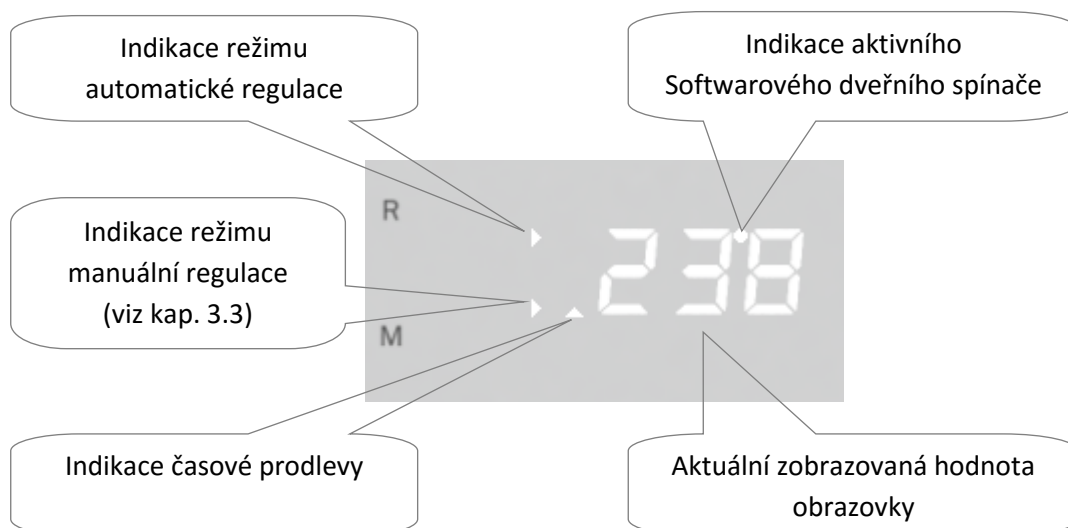 Indikace režimu
automatické regulace
Indikace aktivního
Softwarového dveřního spínače
R
238
Indikace režimu
manuální regulace
(viz kap. 3.3)
M
Indikace časové prodlevy
Aktuální zobrazovaná hodnota
obrazovky